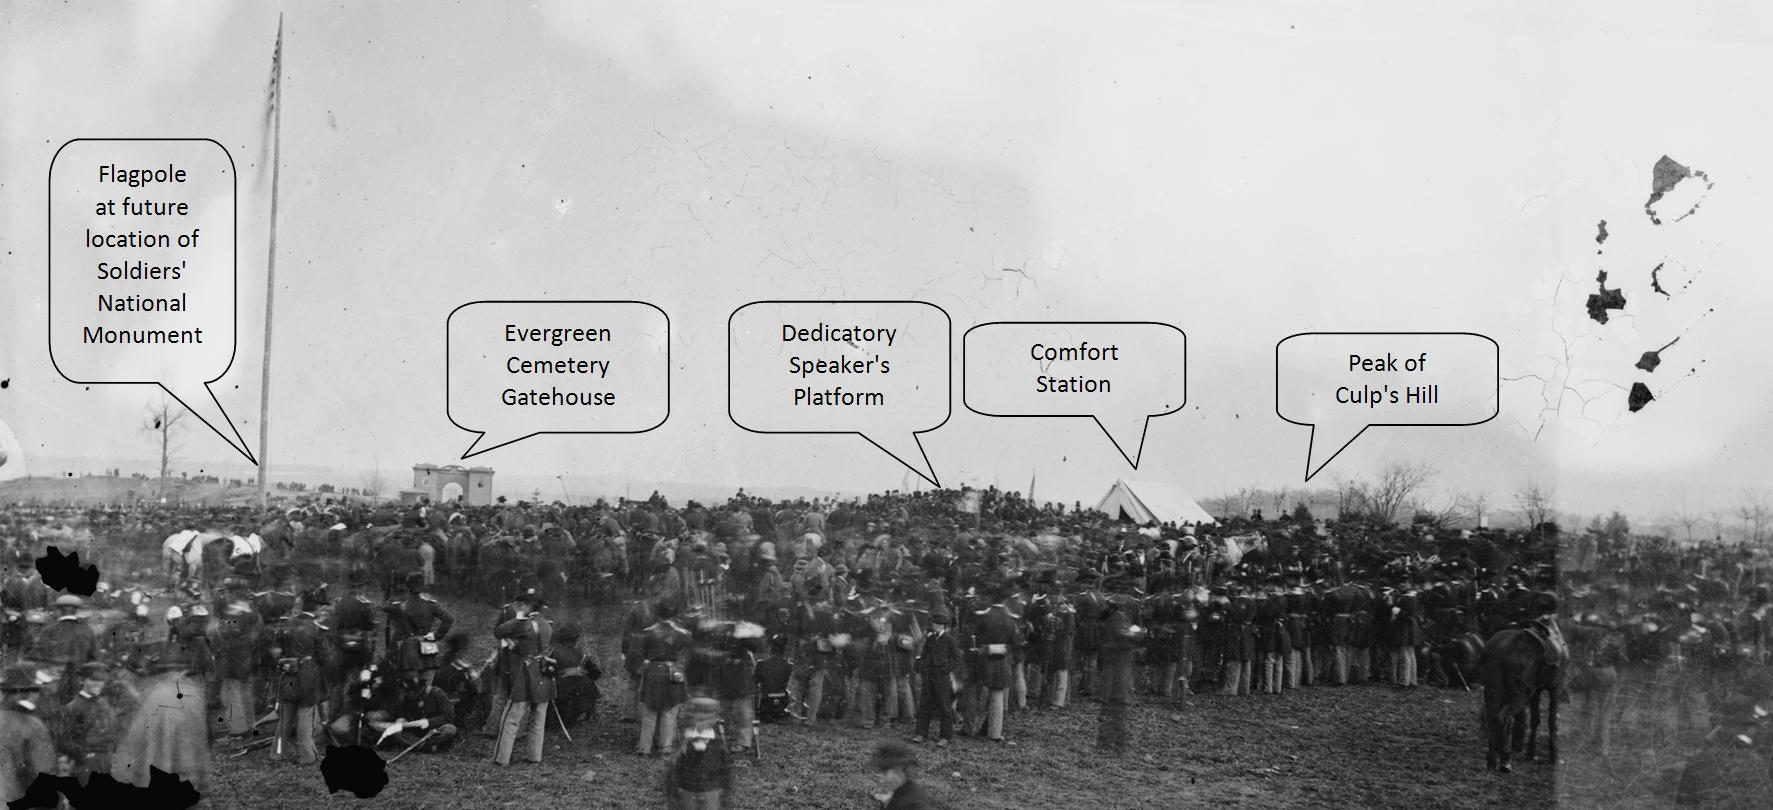 Flagpole
at future
location of
Soldiers'
National
Monument
Evergreen
Cemetery
Gatehouse
Dedicatory
Speaker's
Platform
Comfort
Station
Peak of
Culp's Hill